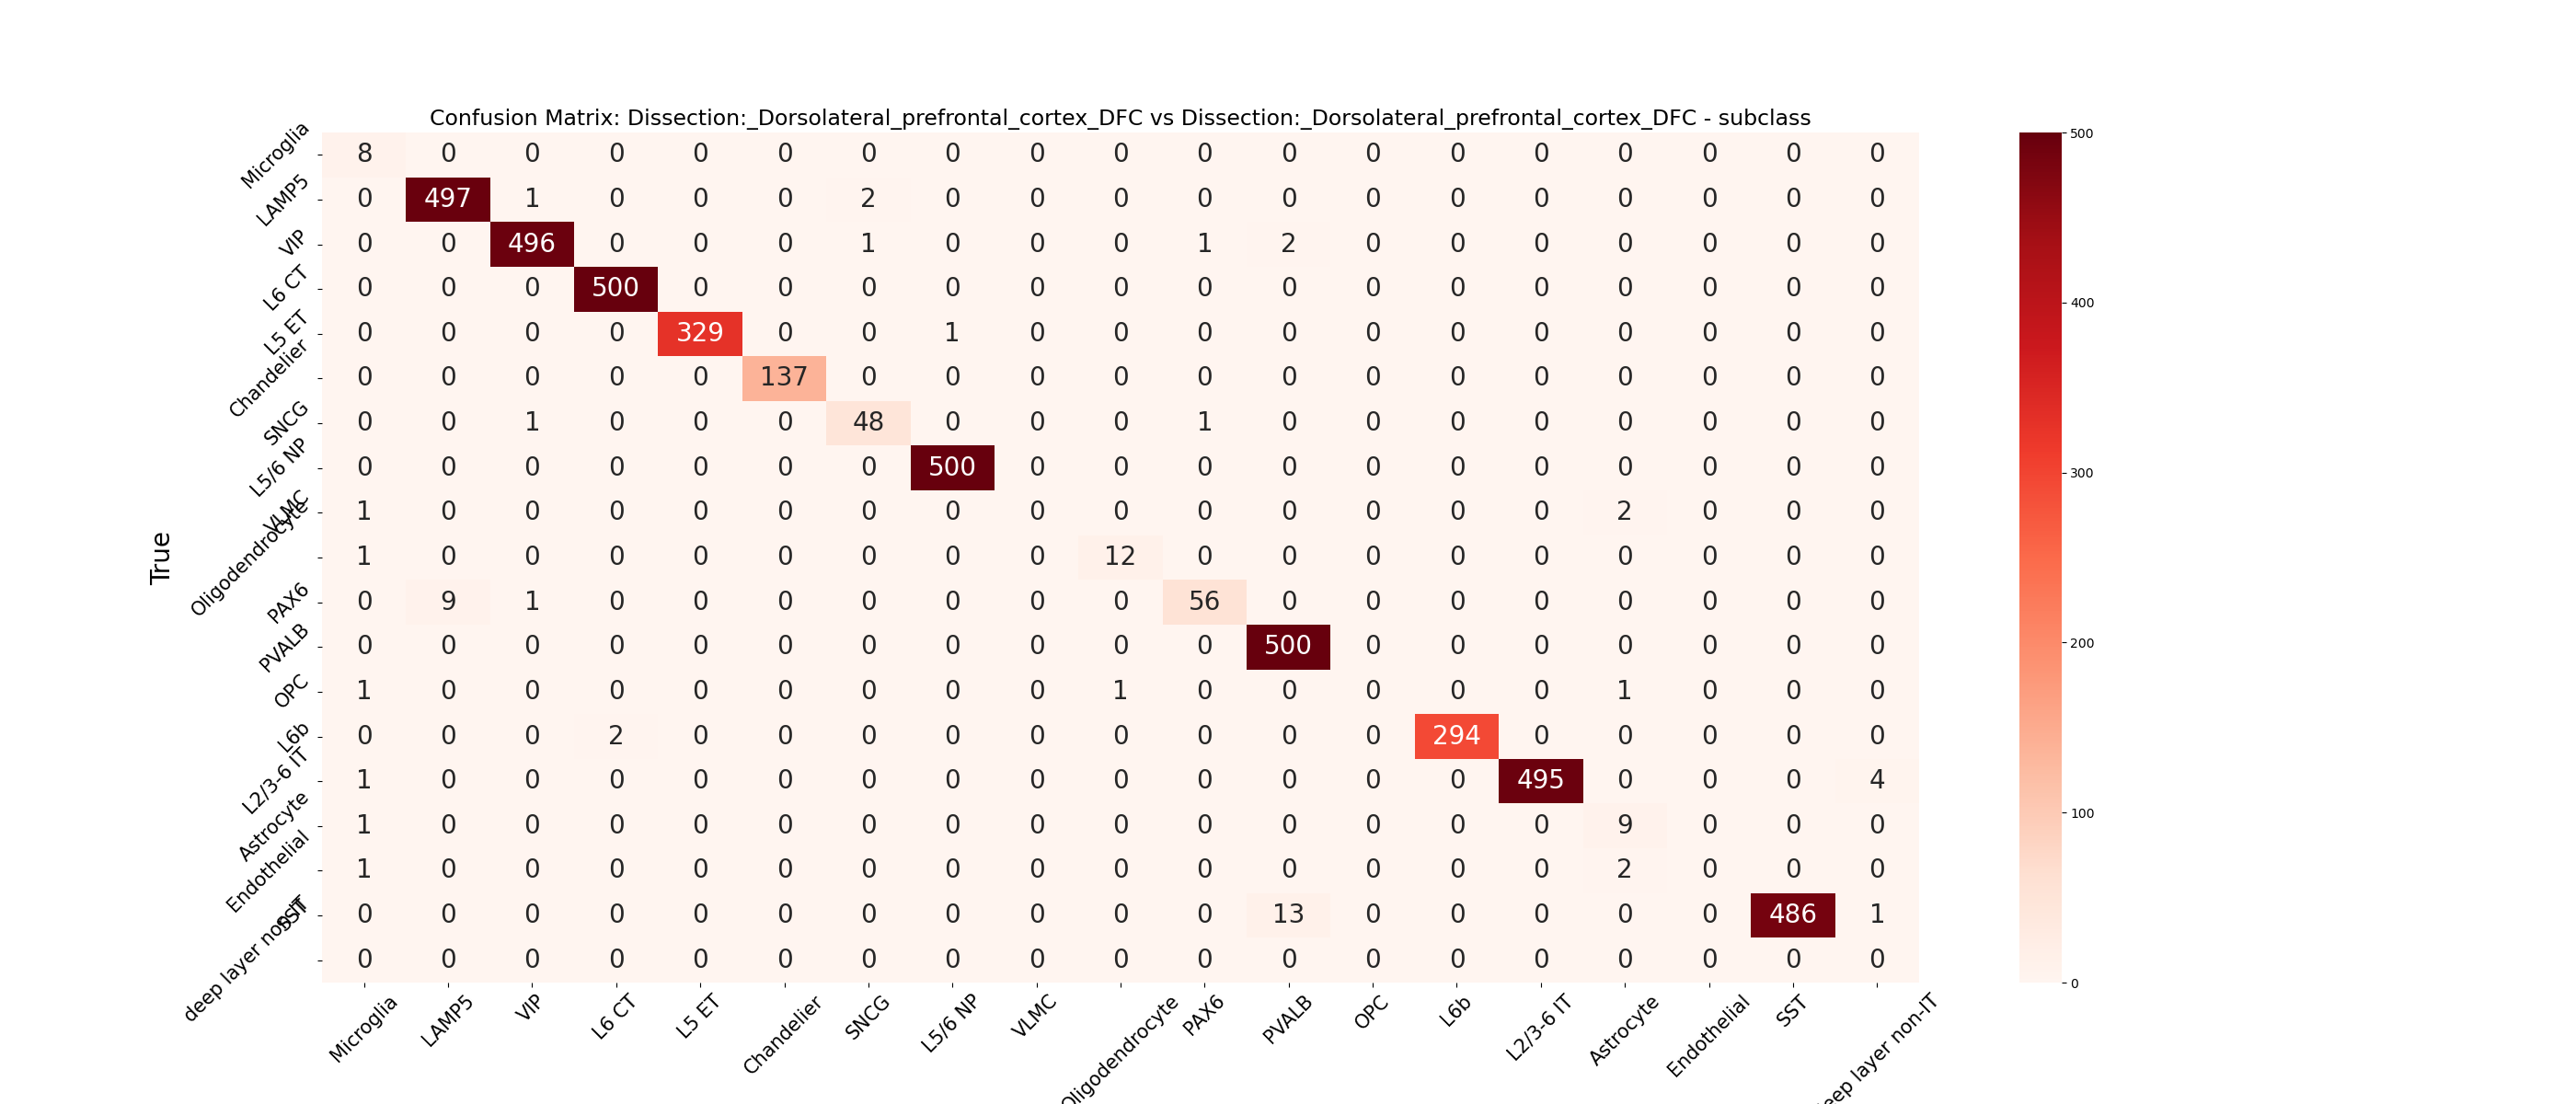 Confusion Matrix: Dissection:_Dorsolateral_prefrontal_cortex_DFC vs Dissection:_Dorsolateral_prefrontal_cortex_DFC - subclass
True
Microglia 8 0 0 0 0 0 0 0 0 0 0 0 0 0 0 0 0 0 0
LAMP5 0 497 1 0 0 0 2 0 0 0 0 0 0 0 0 0 0 0 0
VIP 0 0 496 0 0 0 1 0 0 0 1 2 0 0 0 0 0 0 0
L6 CT 0 0 0 500 0 0 0 0 0 0 0 0 0 0 0 0 0 0 0
L5 ET 0 0 0 0 329 0 0 1 0 0 0 0 0 0 0 0 0 0 0
Chandelier 0 0 0 0 0 137 0 0 0 0 0 0 0 0 0 0 0 0 0
SNCG 0 0 1 0 0 0 48 0 0 0 1 0 0 0 0 0 0 0 0
L5/6 NP 0 0 0 0 0 0 0 500 0 0 0 0 0 0 0 0 0 0 0
VLMC 1 0 0 0 0 0 0 0 0 0 0 0 0 0 0 2 0 0 0
Oligodendrocyte 1 0 0 0 0 0 0 0 0 12 0 0 0 0 0 0 0 0 0
PAX6 0 9 1 0 0 0 0 0 0 0 56 0 0 0 0 0 0 0 0
PVALB 0 0 0 0 0 0 0 0 0 0 0 500 0 0 0 0 0 0 0
OPC 1 0 0 0 0 0 0 0 0 1 0 0 0 0 0 1 0 0 0
L6b 0 0 0 2 0 0 0 0 0 0 0 0 0 294 0 0 0 0 0
L2/3-6 IT 1 0 0 0 0 0 0 0 0 0 0 0 0 0 495 0 0 0 4
Astrocyte 1 0 0 0 0 0 0 0 0 0 0 0 0 0 0 9 0 0 0
Endothelial 1 0 0 0 0 0 0 0 0 0 0 0 0 0 0 2 0 0 0
SST 0 0 0 0 0 0 0 0 0 0 0 13 0 0 0 0 0 486 1
deep layer non-IT 0 0 0 0 0 0 0 0 0 0 0 0 0 0 0 0 0 0 0
Microglia LAMP5 VIP L6 CT L5 ET Chandelier SNCG L5/6 NP VLMC Oligodendrocyte PAX6 PVALB OPC L6b L2/3-6 IT Astrocyte Endothelial SST layer non-IT
500
400
300
200
100
0